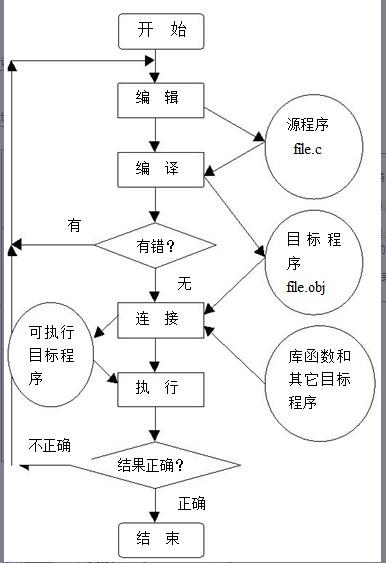 开 始
编 辑
源程序
file.c
编 译
有
有错？
目 标 程
序
file.obj
无
连 接
可执行
目标程
序
库函数和
其它目标
程序
执 行
不正确
结果正确？
正确
结 束